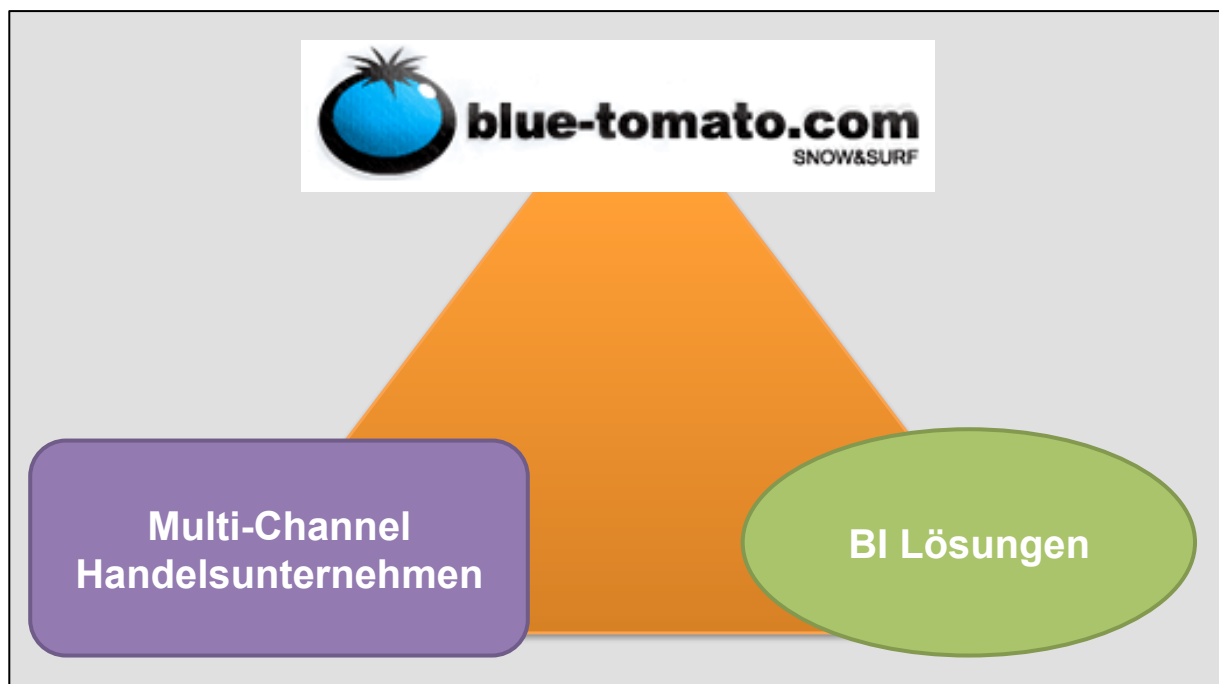 blue-tomato.com
SNOW&SURF
Multi-Channel
Handelsunternehmen
BI Lösungen